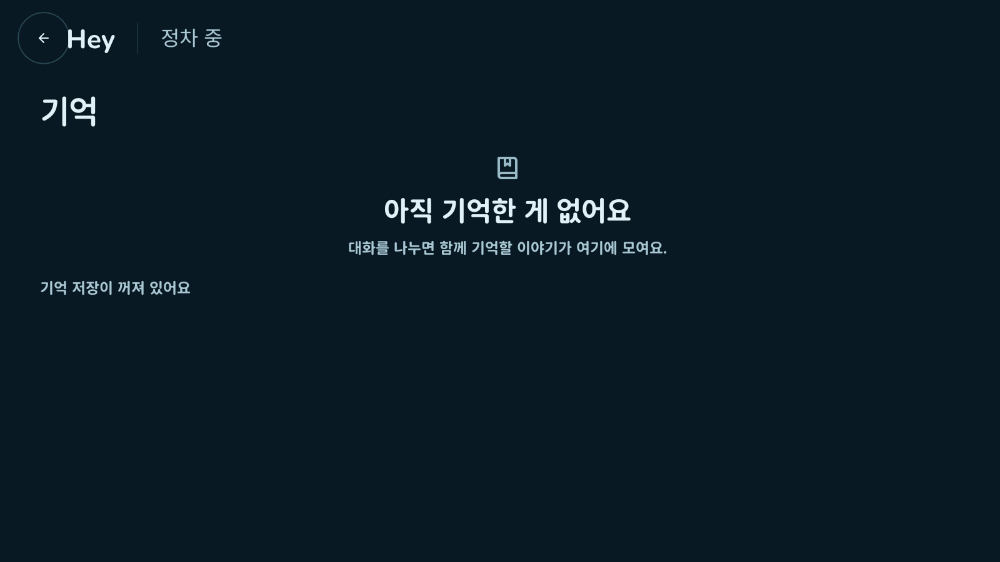 Hey
정차 중
기억
아직 기억한 게 없어요
대화를 나누면 함께 기억할 이야기가 여기에 모여요.
기억 저장이 꺼져 있어요